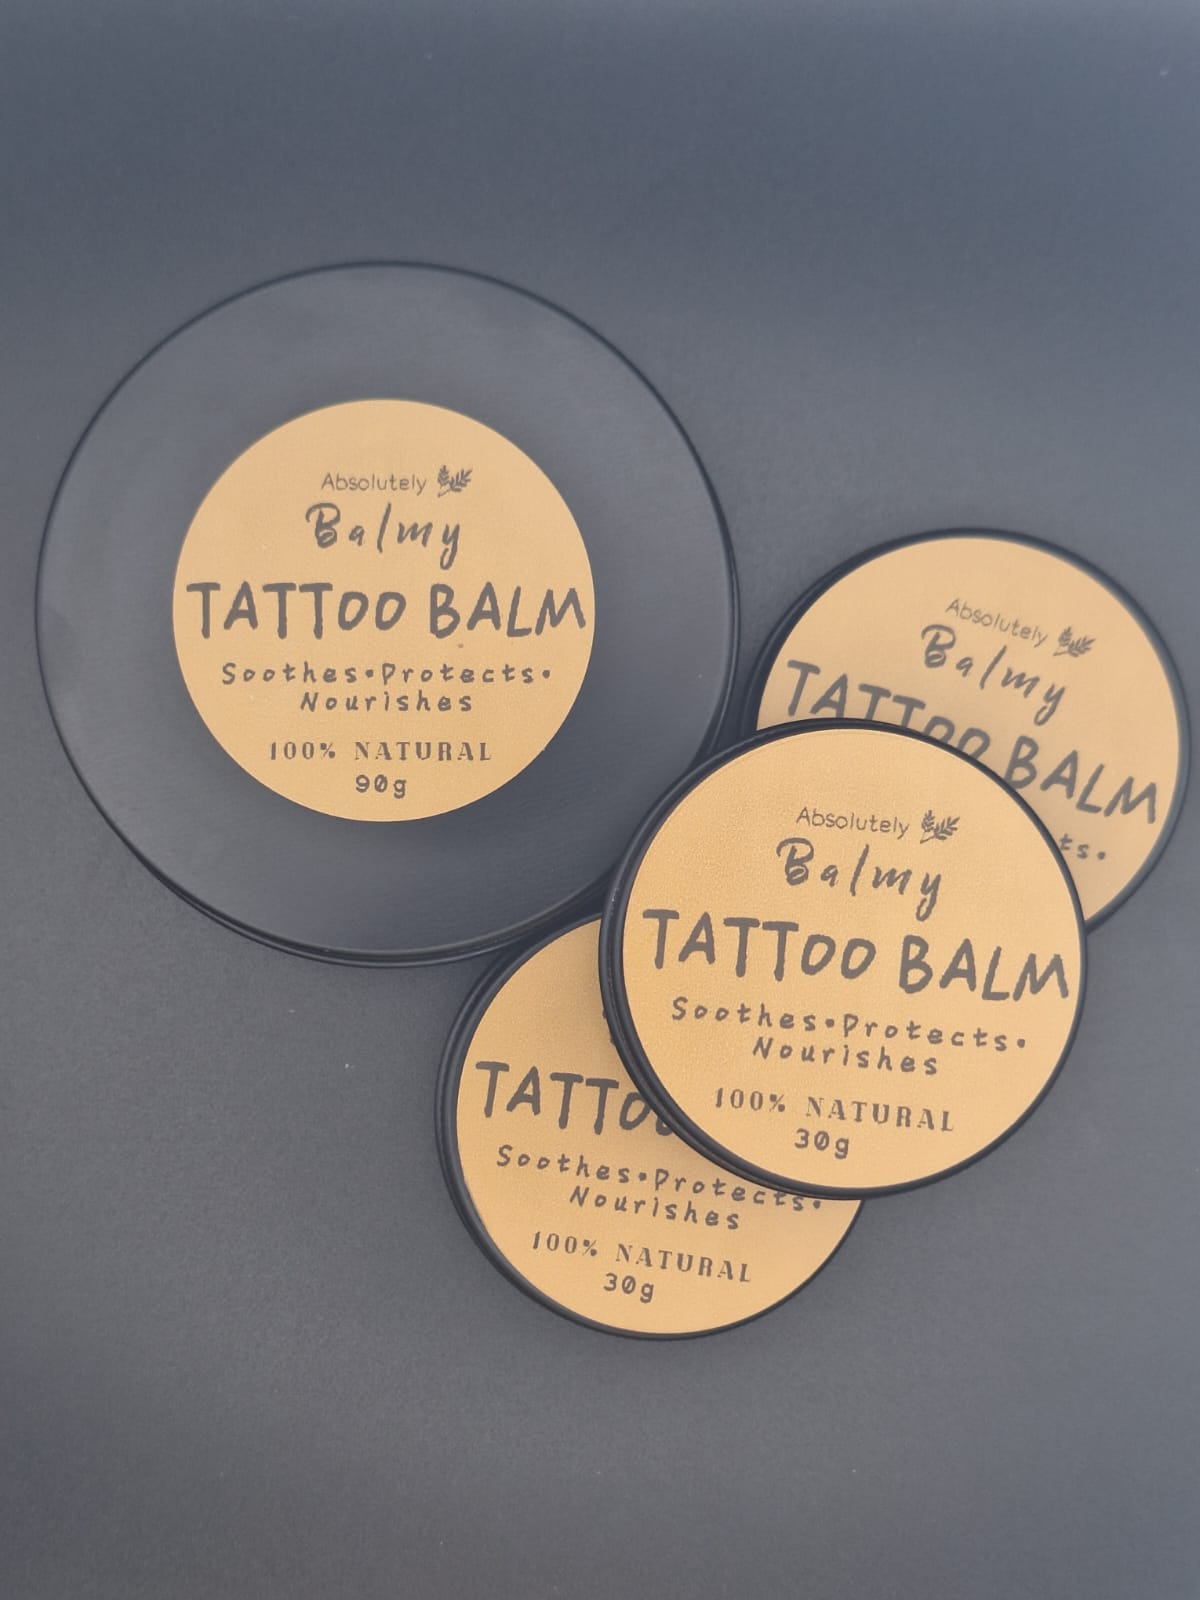 Absolutely
Balmy
TATTOO BALM
Soothes•Protects•
Nourishes
100% NATURAL
90g
Absolutely
Balmy
TATTOO BALM
ts•
Absolutely
Balmy
TATTOO BALM
Soothes•Protects•
Nourishes
100% NATURAL
30g
TATTO
Soothes•Protects•
Nourishes
100% NATURAL
30g